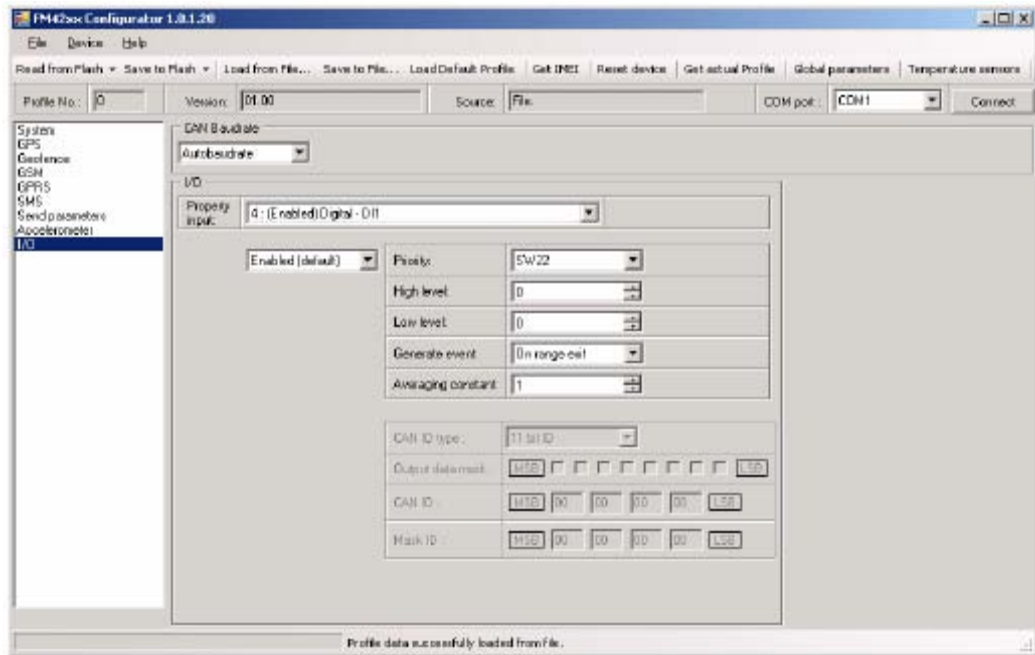 FM42xx Configurator 1.0.1.20
File Device Help
Read from Flash Save to Flash Load from File... Save to File... Load Default Profile Get IMEI Reset device Get actual Profile Global parameters Temperature sensors
Profile No.: 0 Version: 01.00 Source: File. COM port: COM1 Connect
System
GPS
Geofence
GSM
GPRS
SMS
Send parameters
Accelerometer
I/O
CAN Baudrate
Autobaudrate
I/O
Property input: 4 : (Enabled) Digital - DI1
Enabled (default) Priority: SW22
High level: 0
Low level: 0
Generate event On range exit
Averaging constant 1
CAN ID type : 11 bit ID
Output data mask MSB LSB
CAN ID : MSB 00 00 00 00 LSB
Mask ID : MSB 00 00 00 00 LSB
Profile data successfully loaded from file.